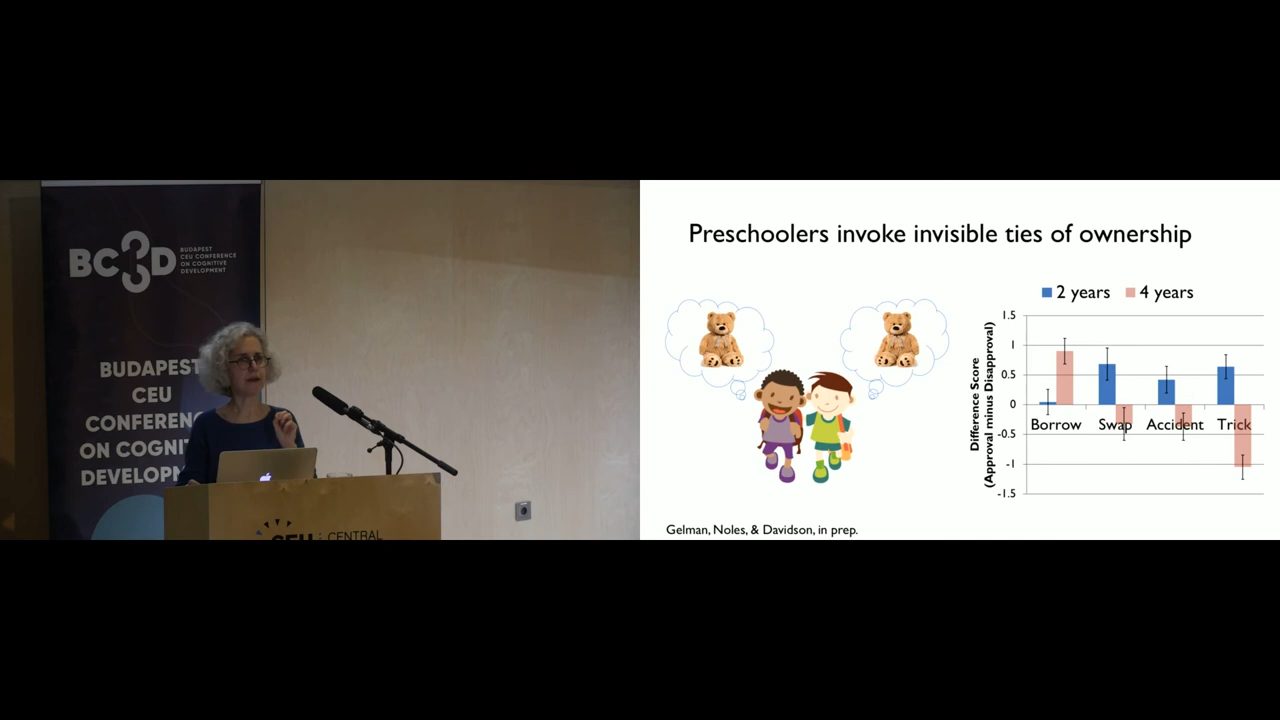 BC3D
BUDAPEST
CEU CONFERENCE
ON COGNITIVE
DEVELOPMENT
BUDAPEST
CEU
CONFEREN
ON COGNI
DEVELOPM
CEU
CENTRAL
Preschoolers invoke invisible ties of ownership
2 years 4 years
Difference Score
(Approval minus Disapproval)
1.5
1
0.5
0
-0.5
-1
-1.5
Borrow Swap Accident Trick
Gelman, Noles, & Davidson, in prep.